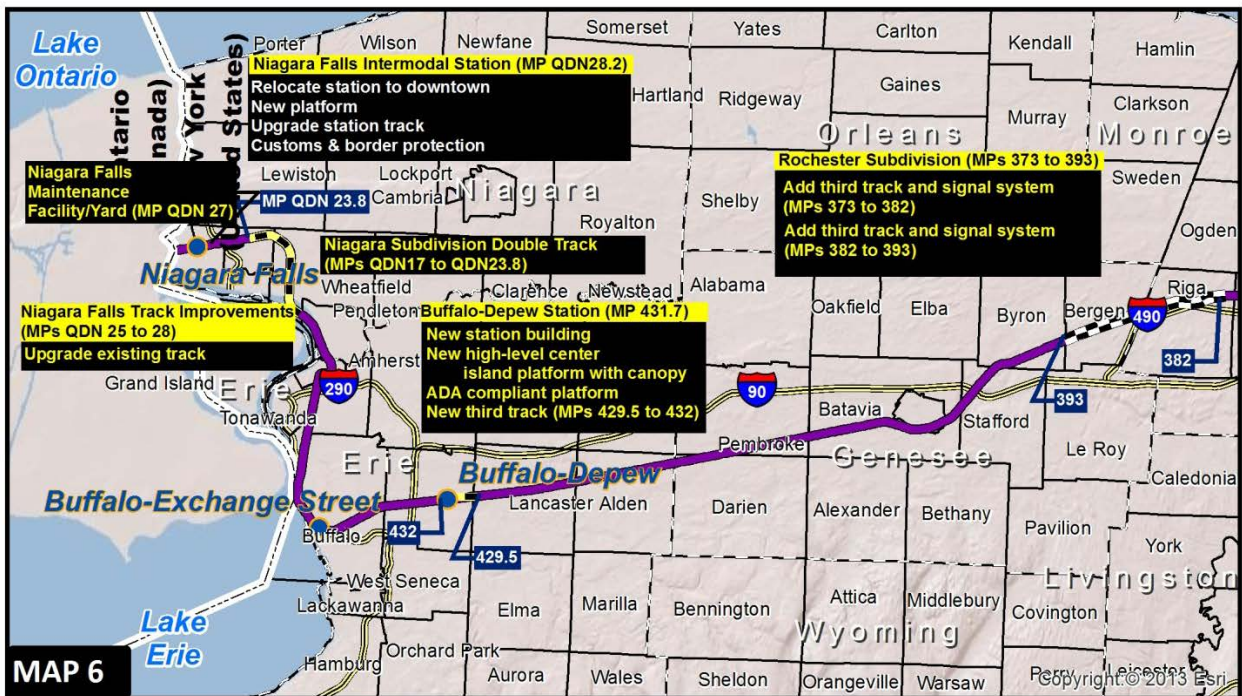 Lake
Ontario
Porter
Wilson
Newfane
Somerset
Yates
Carlton
Kendall
Hamlin
Niagara Falls Intermodal Station (MP QDN28.2)
Relocate station to downtown
New platform
Upgrade station track
Customs & border protection
Hartland
Ridgeway
Gaines
Murray
Clarkson
Orleans
Monroe
ntario
nada)
York
States)
Niagara Falls
Maintenance
Facility/Yard (MP QDN 27)
Lewiston
MP QDN 23.8
Lockport
Cambria
Niagara
Royalton
Shelby
Rochester Subdivision (MPs 373 to 393)
Add third track and signal system
(MPs 373 to 382)
Add third track and signal system
(MPs 382 to 393)
Sweden
Ogden
Niagara Falls
Niagara Subdivision Double Track
(MPs QDN17 to QDN23.8)
Wheatfield
Pendleton
Clarence
Newstead
Alabama
Oakfield
Elba
Byron
Bergen
Riga
490
382
Niagara Falls Track Improvements
(MPs QDN 25 to 28)
Upgrade existing track
Buffalo-Depew Station (MP 431.7)
New station building
New high-level center
island platform with canopy
ADA compliant platform
New third track (MPs 429.5 to 432)
Amherst
Grand Island
Erie
290
Tonawanda
90
393
Batavia
Stafford
Le Roy
Pembroke
Genesee
Erie
Caledonia
Buffalo-Depew
Buffalo-Exchange Street
Buffalo
432
429.5
Lancaster
Alden
Darien
Alexander
Bethany
Pavilion
York
Livingston
West Seneca
Lackawanna
Elma
Marilla
Bennington
Attica
Middlebury
Covington
Wyoming
Lake
Erie
Hamburg
Orchard Park
Aurora
Wales
Sheldon
Orangeville
Warsaw
Perry
Leicester
MAP 6
Copyright:© 2013 Esri